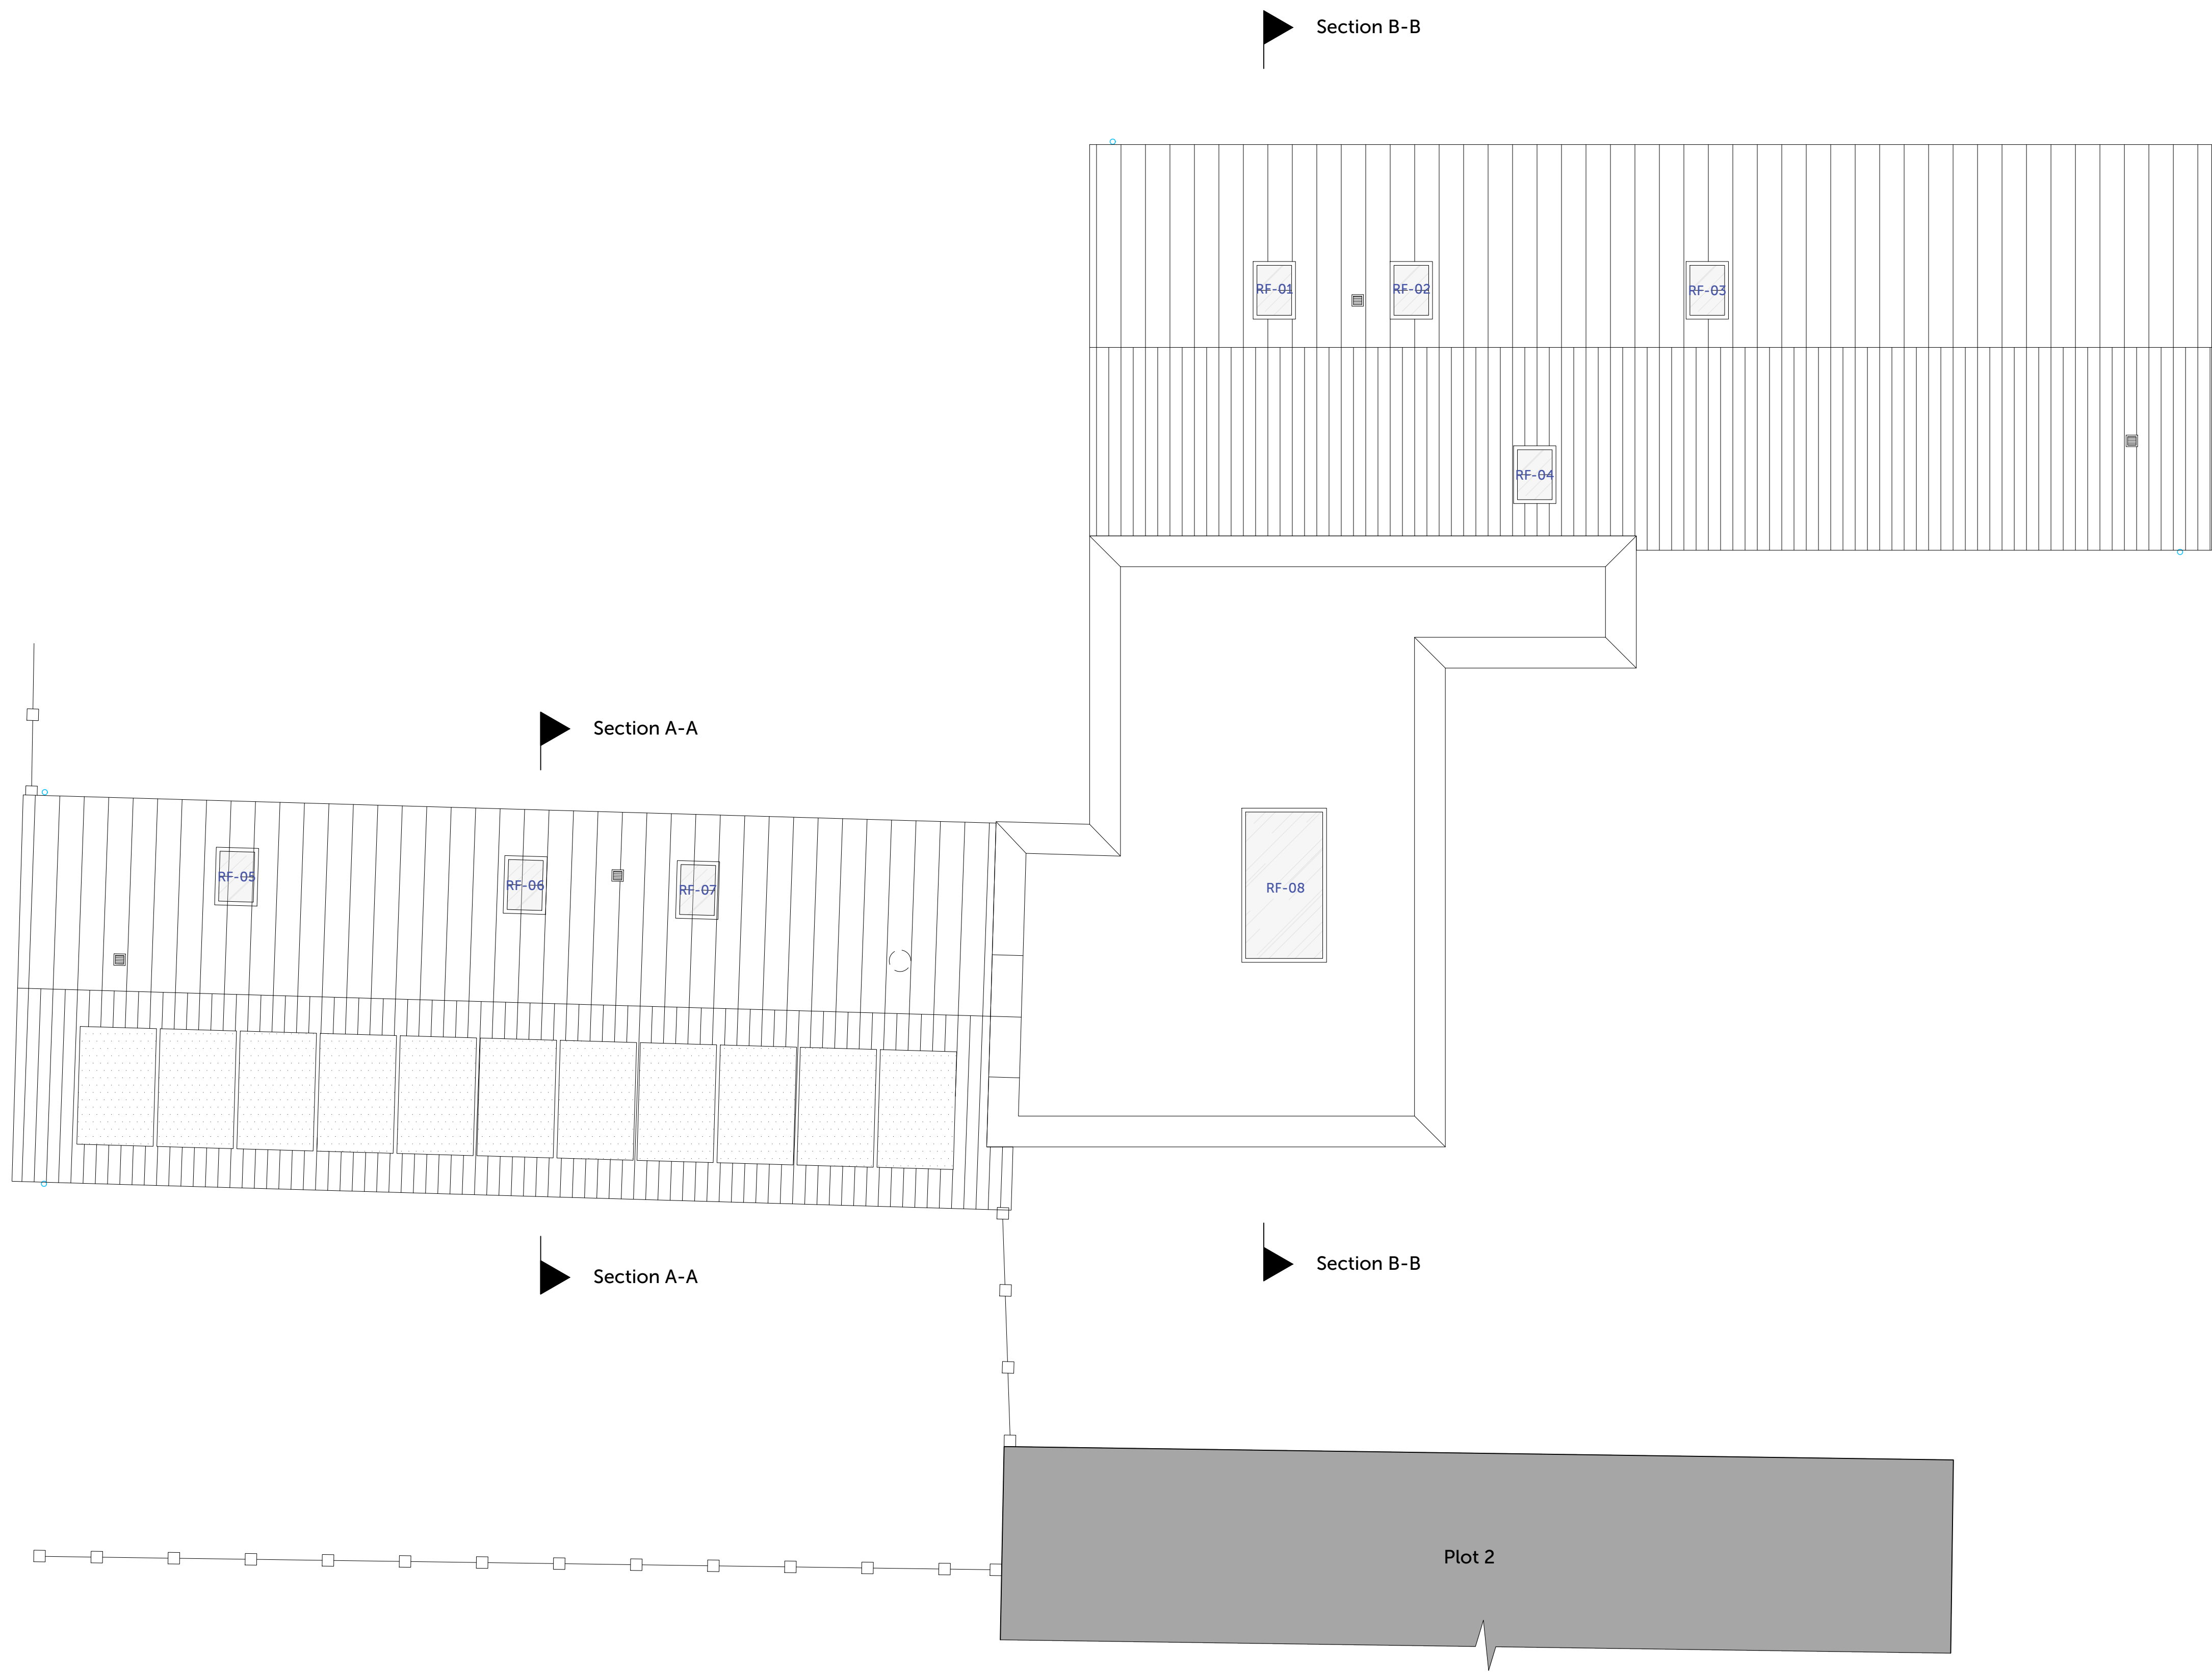 Section B-B
RF-01
RF-02
RF-03
RF-04
Section A-A
RF-05
RF-06
RF-07
RF-08
Section A-A
Section B-B
Plot 2